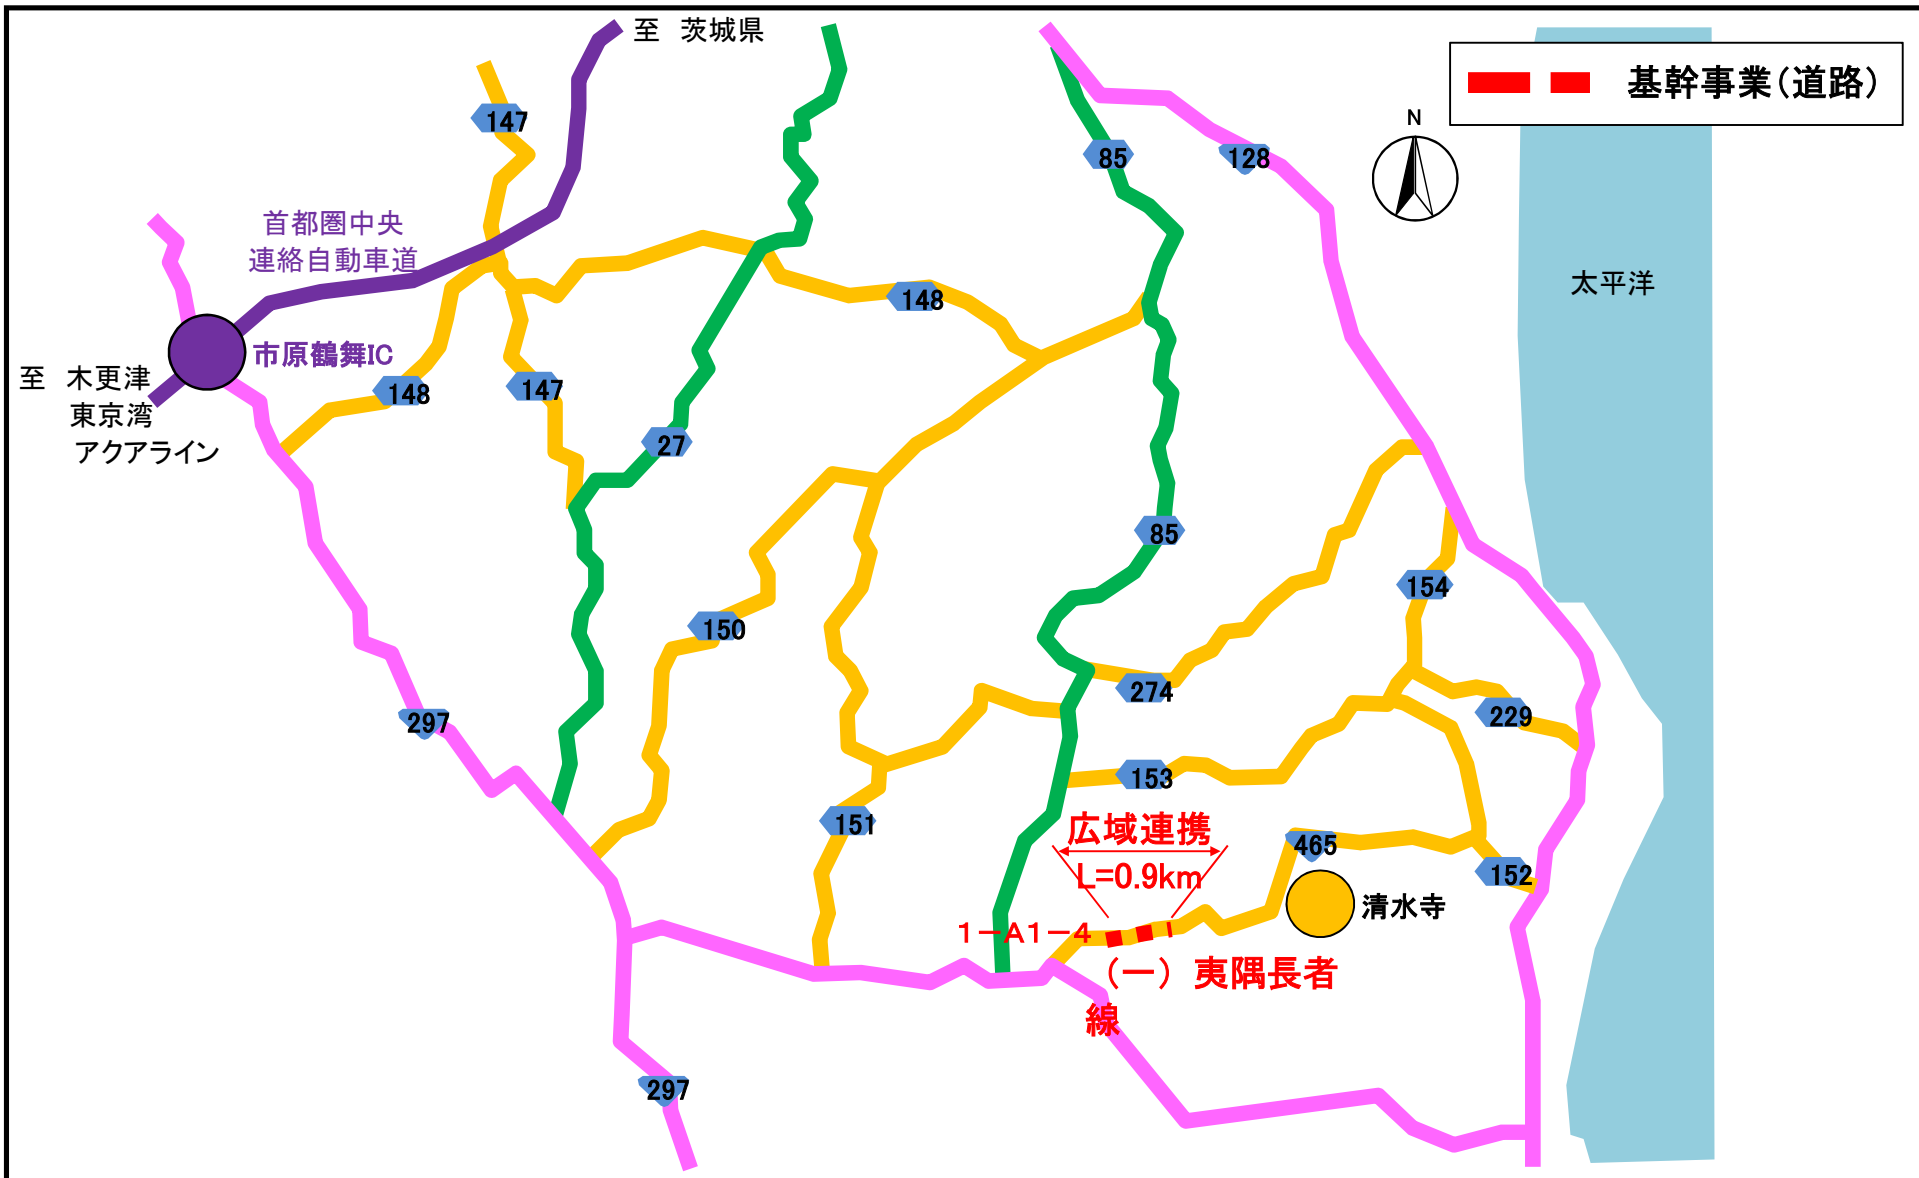 至　茨城県
基幹事業（道路）
N
147
85
128
首都圏中央
連絡自動車道
太平洋
148
市原鶴舞IC
至　木更津
東京湾
アクアライン
148
147
27
85
154
150
274
229
297
153
151
広域連携
465
L=0.9km
152
清水寺
1－A1－4
（一）夷隅長者
線
297